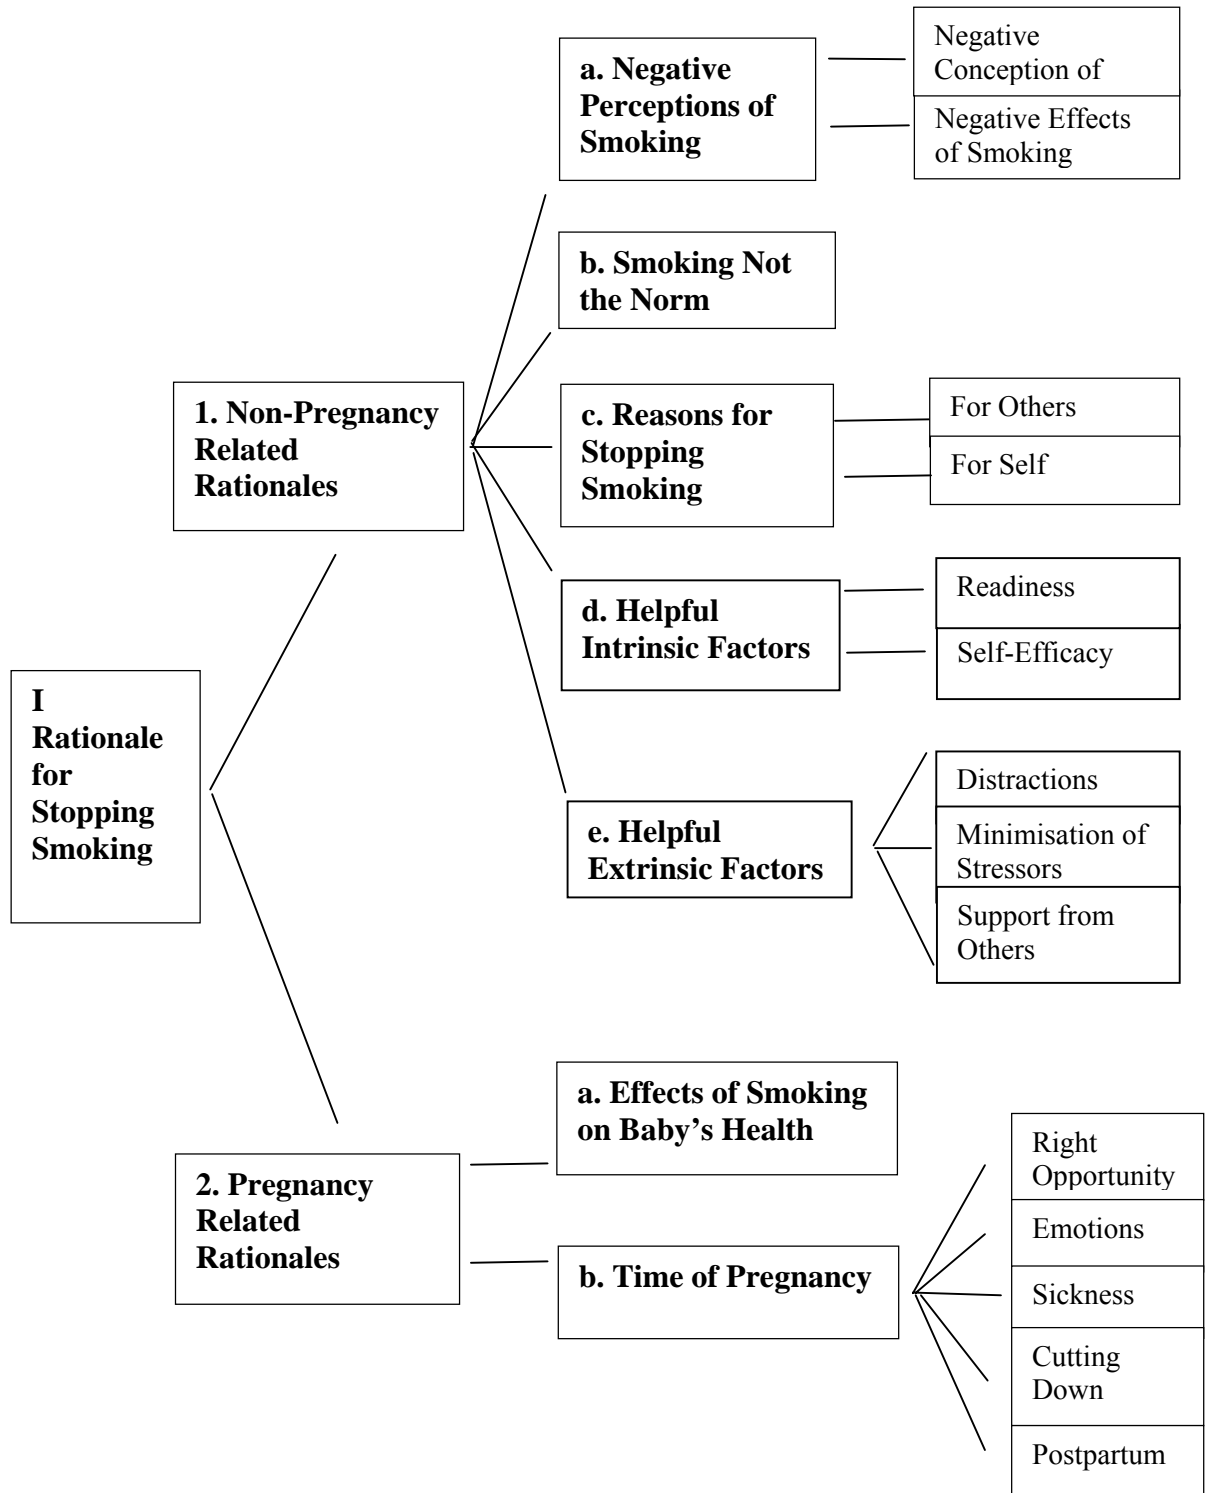 a. Negative
Perceptions of
Smoking
Negative
Conception of
Negative Effects
of Smoking
b. Smoking Not
the Norm
1. Non-Pregnancy
Related
Rationales
c. Reasons for
Stopping
Smoking
For Others
For Self
d. Helpful
Intrinsic Factors
Readiness
Self-Efficacy
I
Rationale
for
Stopping
Smoking
e. Helpful
Extrinsic Factors
Distractions
Minimisation of
Stressors
Support from
Others
2. Pregnancy
Related
Rationales
a. Effects of Smoking
on Baby’s Health
b. Time of Pregnancy
Right
Opportunity
Emotions
Sickness
Cutting
Down
Postpartum